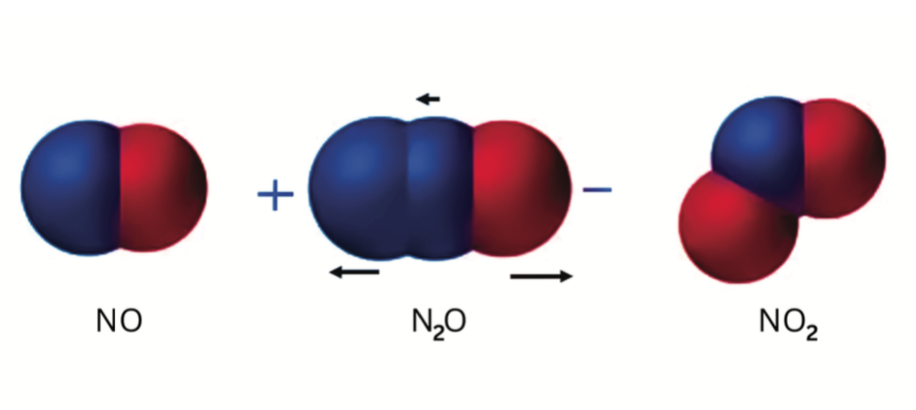 + −
NO
N₂O
NO₂